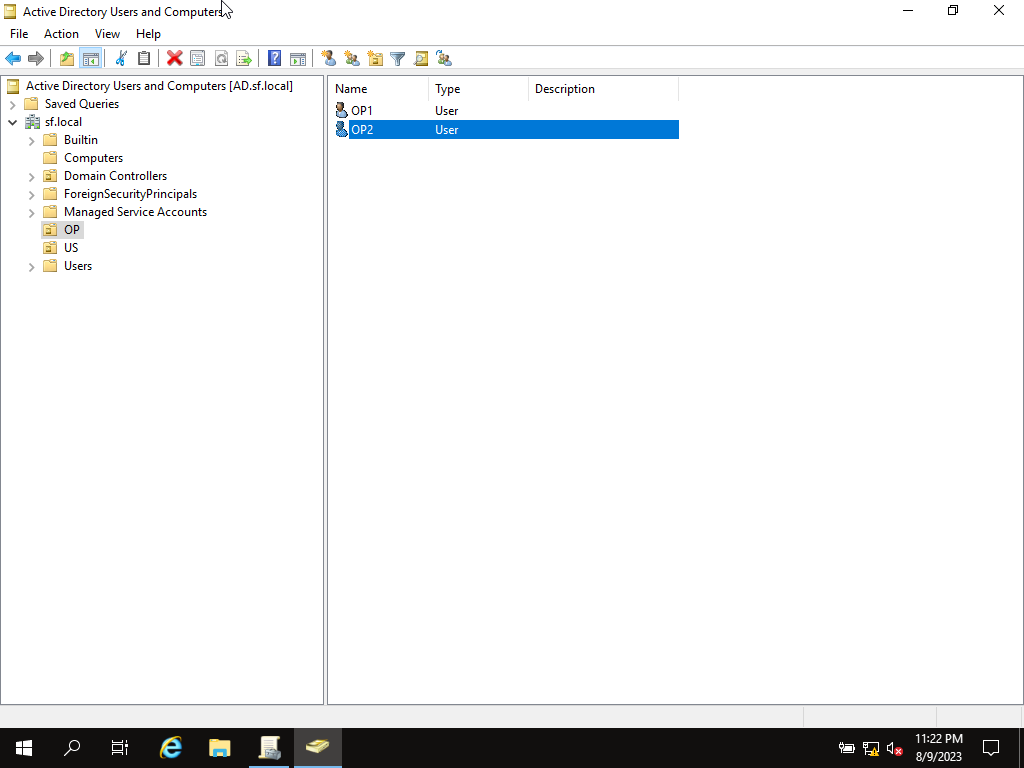 Active Directory Users and Computers
File Action View Help
Active Directory Users and Computers [AD.sf.local]
Saved Queries
sf.local
Builtin
Computers
Domain Controllers
ForeignSecurityPrincipals
Managed Service Accounts
OP
US
Users
Name Type Description
OP1 User
OP2 User
11:22 PM
8/9/2023